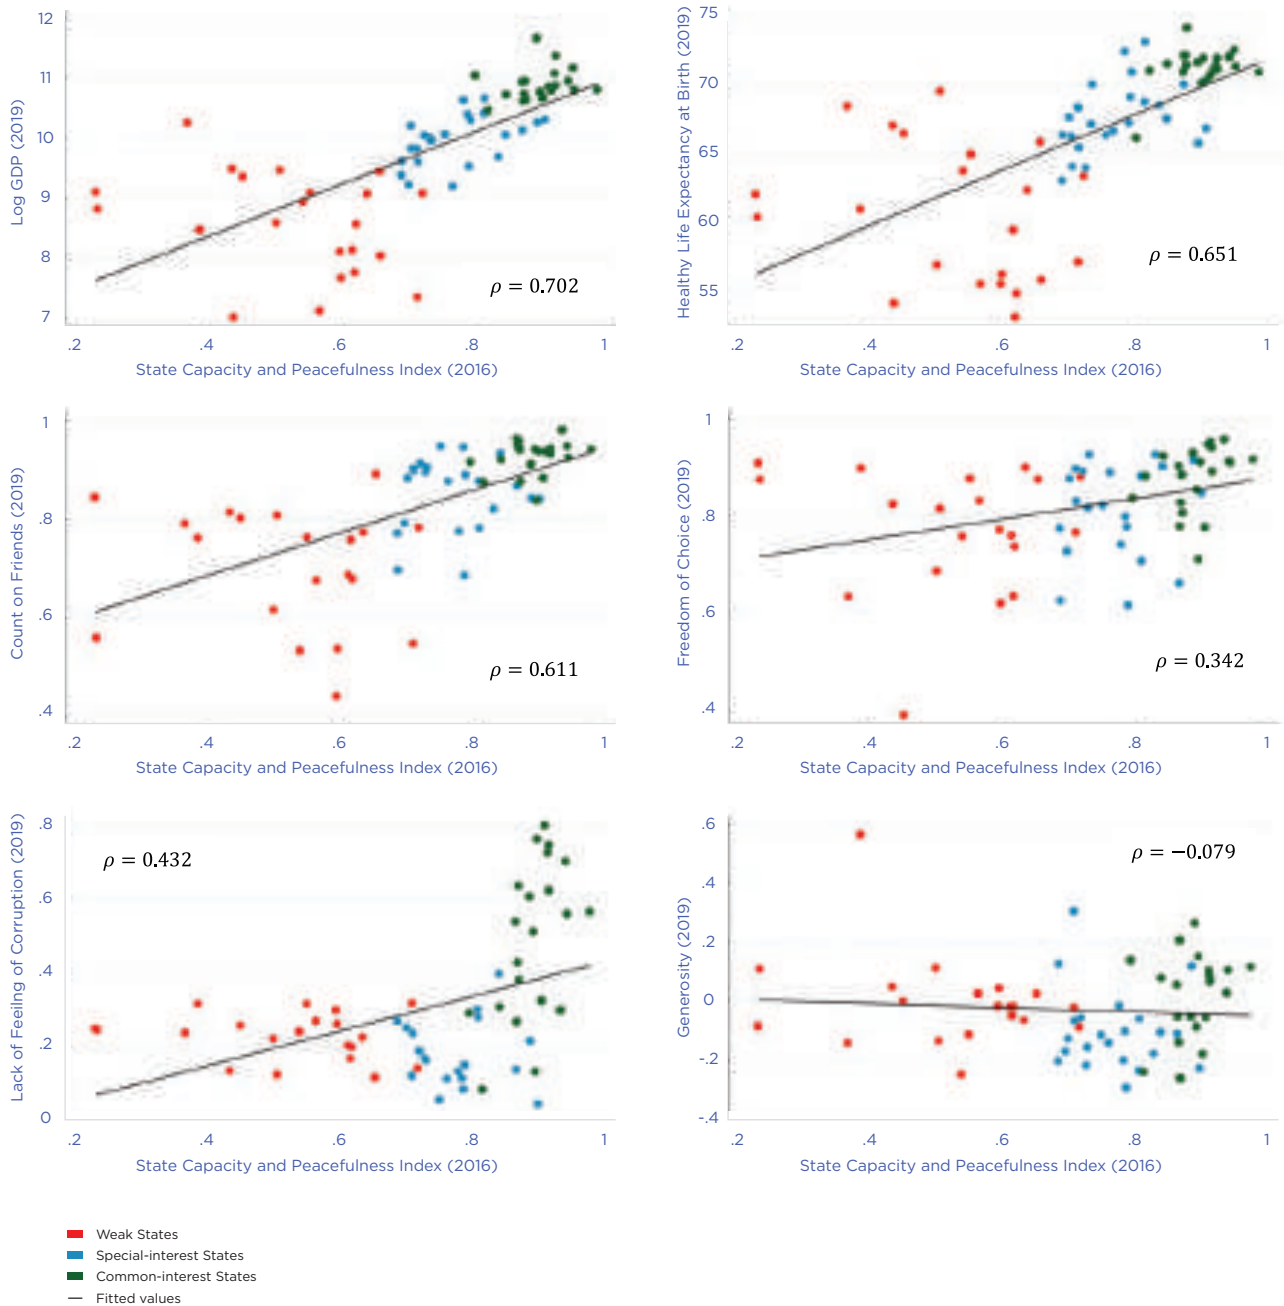 12
11
10
9
8
7
Log GDP (2019)
ρ = 0.702
.2 .4 .6 .8 1
State Capacity and Peacefulness Index (2016)
75
70
65
60
55
Healthy Life Expectancy at Birth (2019)
ρ = 0.651
.2 .4 .6 .8 1
State Capacity and Peacefulness Index (2016)
1
.8
.6
.4
Count on Friends (2019)
ρ = 0.611
.2 .4 .6 .8 1
State Capacity and Peacefulness Index (2016)
1
.8
.6
.4
Freedom of Choice (2019)
ρ = 0.342
.2 .4 .6 .8 1
State Capacity and Peacefulness Index (2016)
.8
.6
.4
.2
0
Lack of Feeiing of Corruption (2019)
ρ = 0.432
.2 .4 .6 .8 1
State Capacity and Peacefulness Index (2016)
.6
.4
.2
0
-.2
-.4
Generosity (2019)
ρ = −0.079
.2 .4 .6 .8 1
State Capacity and Peacefulness Index (2016)
Weak States
Special-interest States
Common-interest States
Fitted values